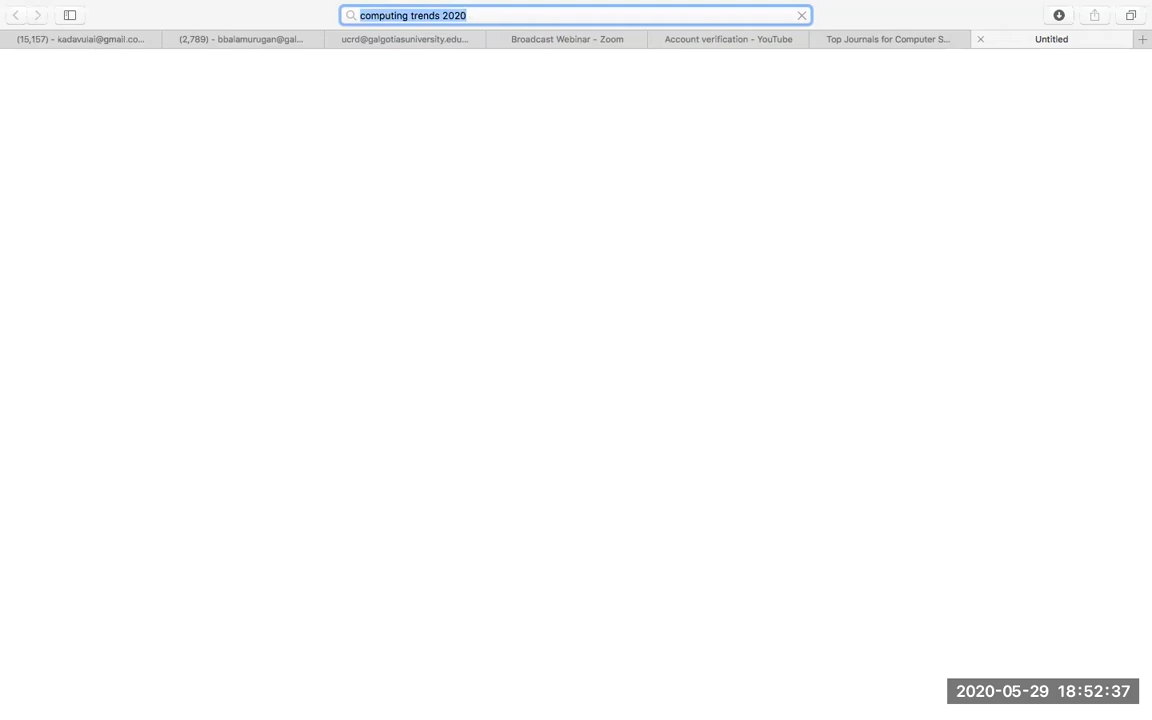 computing trends 2020
(15,157) - kadavulai@gmail.co...
(2,789) - bbalamurugan@gal...
ucrd@galgotiasuniversity.edu...
Broadcast Webinar - Zoom
Account verification - YouTube
Top Journals for Computer S...
Untitled
2020-05-29 18:52:37